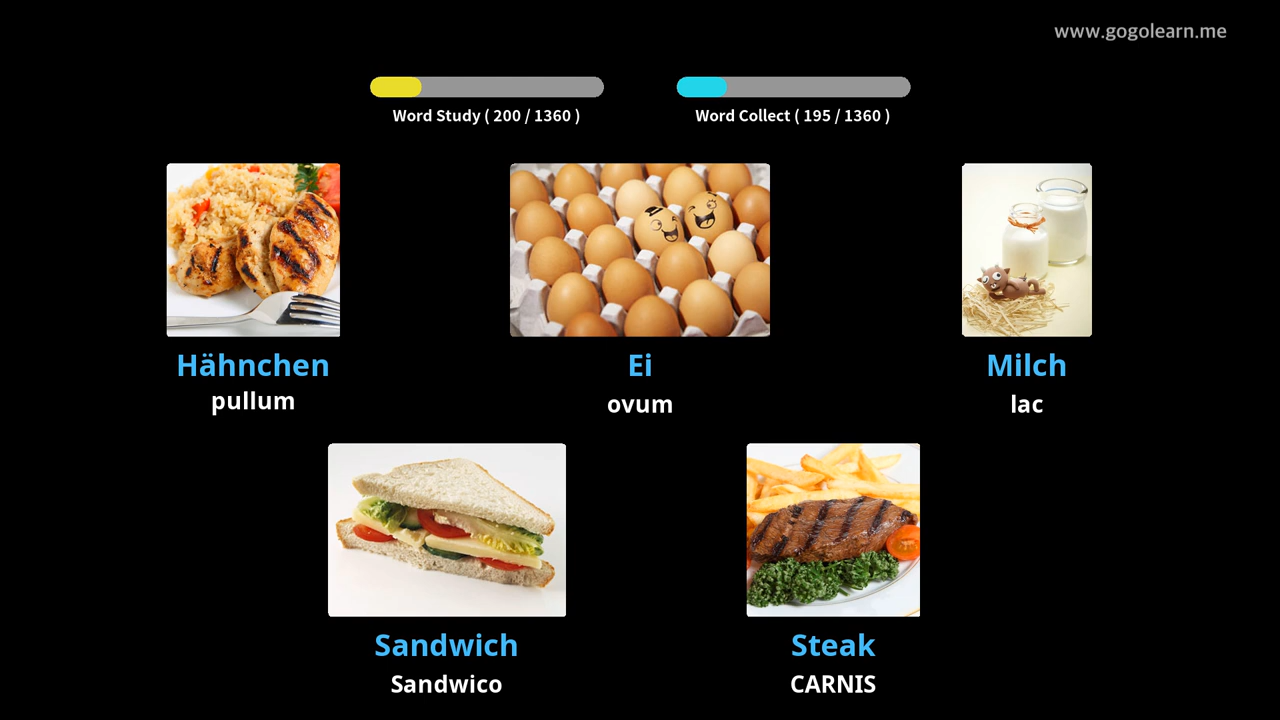 www.gogolearn.me
Word Study ( 200 / 1360 )
Word Collect ( 195 / 1360 )
Hähnchen
pullum
Ei
ovum
Milch
lac
Sandwich
Sandwico
Steak
CARNIS